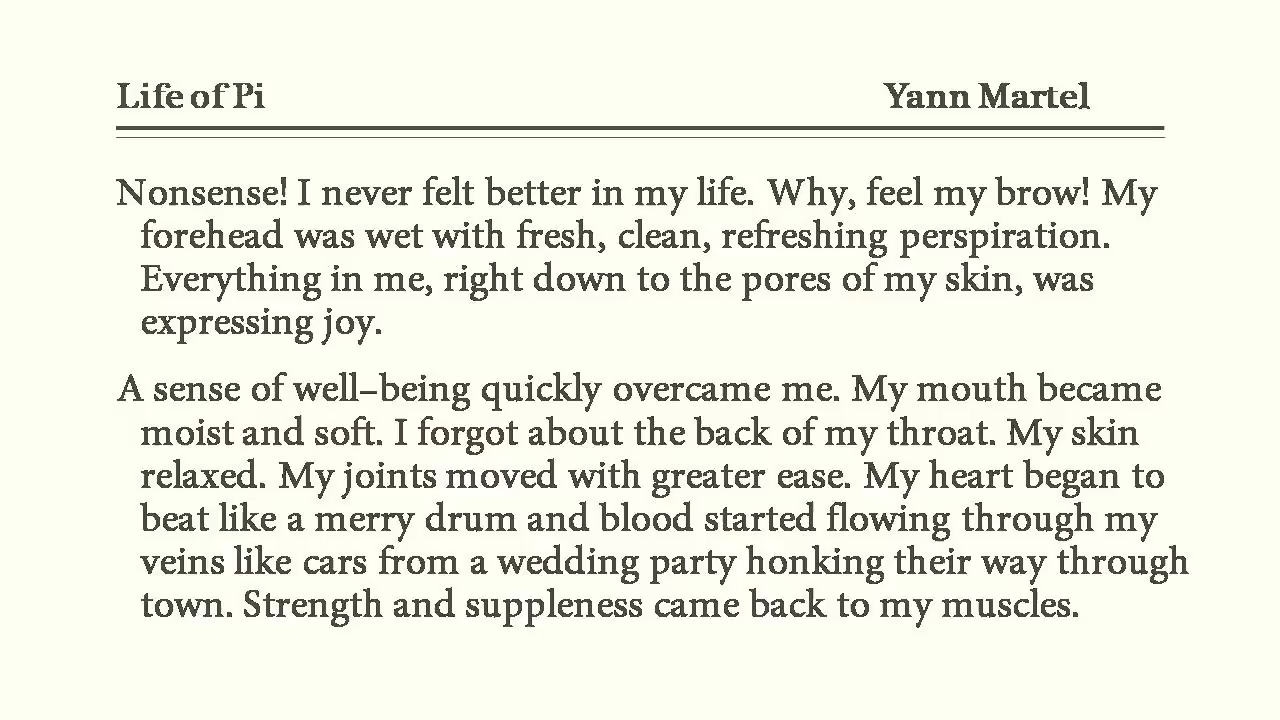 Life of Pi Yann Martel
Nonsense! I never felt better in my life. Why, feel my brow! My
forehead was wet with fresh, clean, refreshing perspiration.
Everything in me, right down to the pores of my skin, was
expressing joy.
A sense of well–being quickly overcame me. My mouth became
moist and soft. I forgot about the back of my throat. My skin
relaxed. My joints moved with greater ease. My heart began to
beat like a merry drum and blood started flowing through my
veins like cars from a wedding party honking their way through
town. Strength and suppleness came back to my muscles.